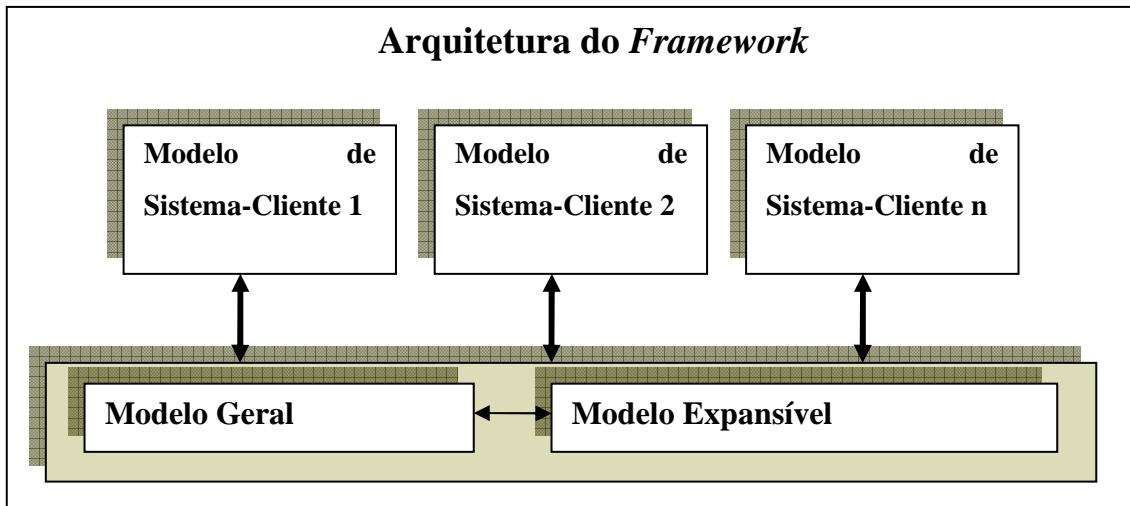 Arquitetura do Framework
Modelo de
Sistema-Cliente 1
Modelo de
Sistema-Cliente 2
Modelo de
Sistema-Cliente n
Modelo Geral
Modelo Expansível